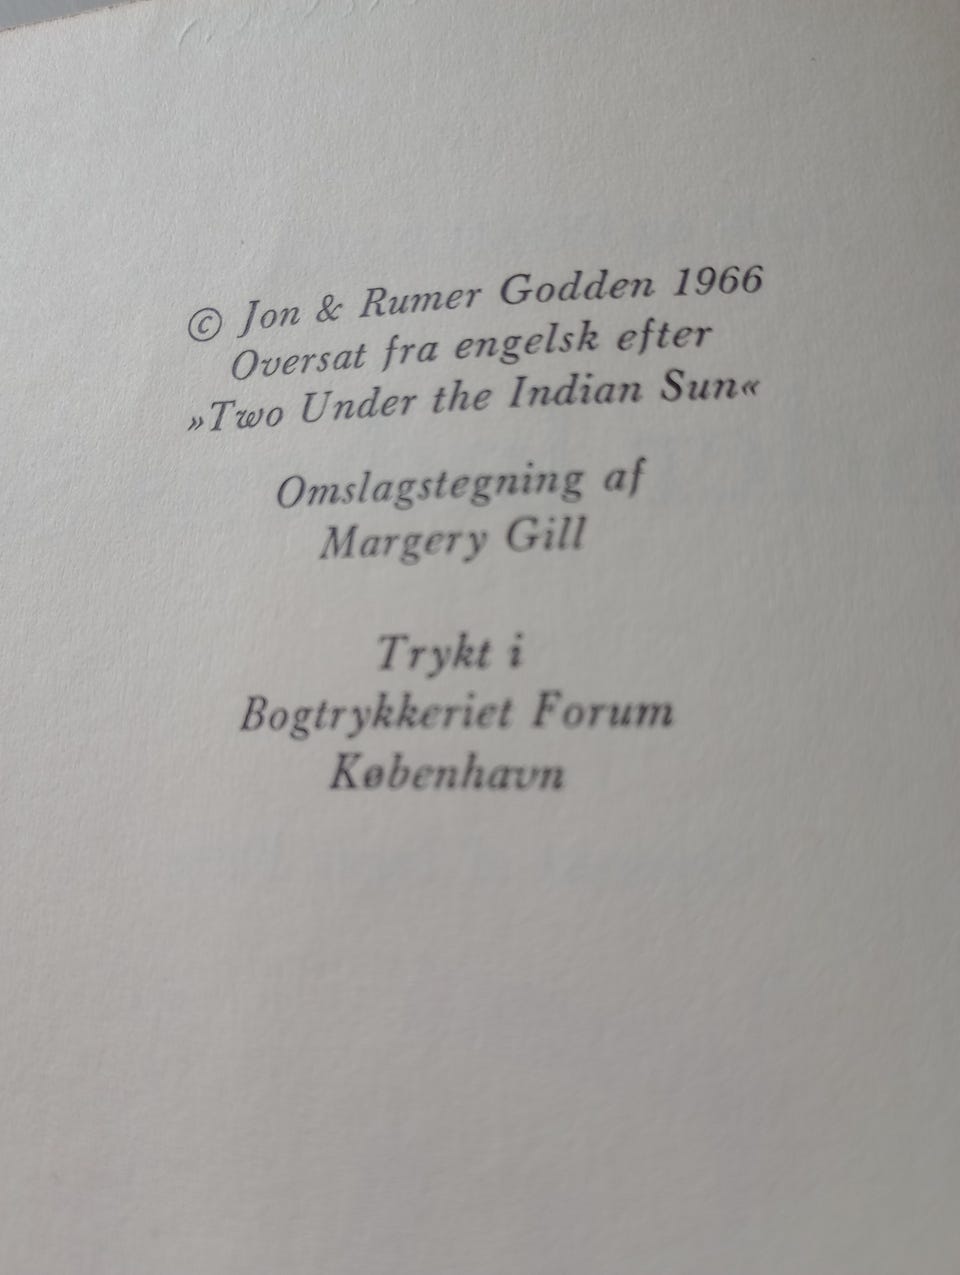 © Jon & Rumer Godden 1966
Oversat fra engelsk efter
»Two Under the Indian Sun«
Omslagstegning af
Margery Gill
Trykt i
Bogtrykkeriet Forum
København